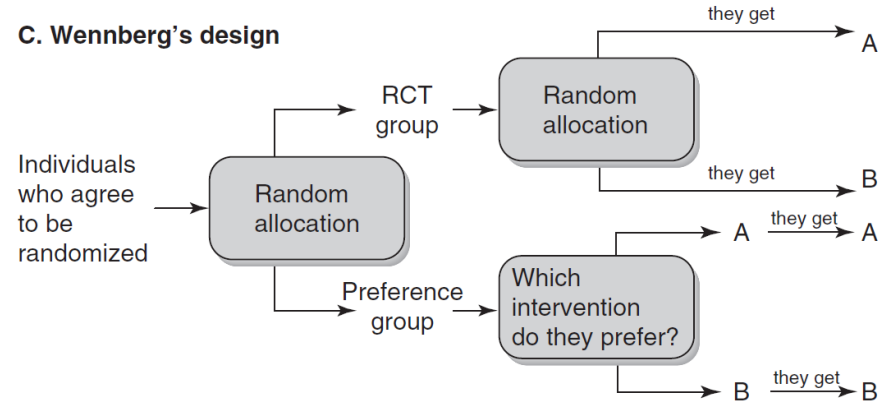 C. Wennberg's design
Individuals
who agree
to be
randomized
Random
allocation
RCT
group
Random
allocation
they get
A
they get
B
Preference
group
Which
intervention
do they prefer?
A
they get
A
B
they get
B